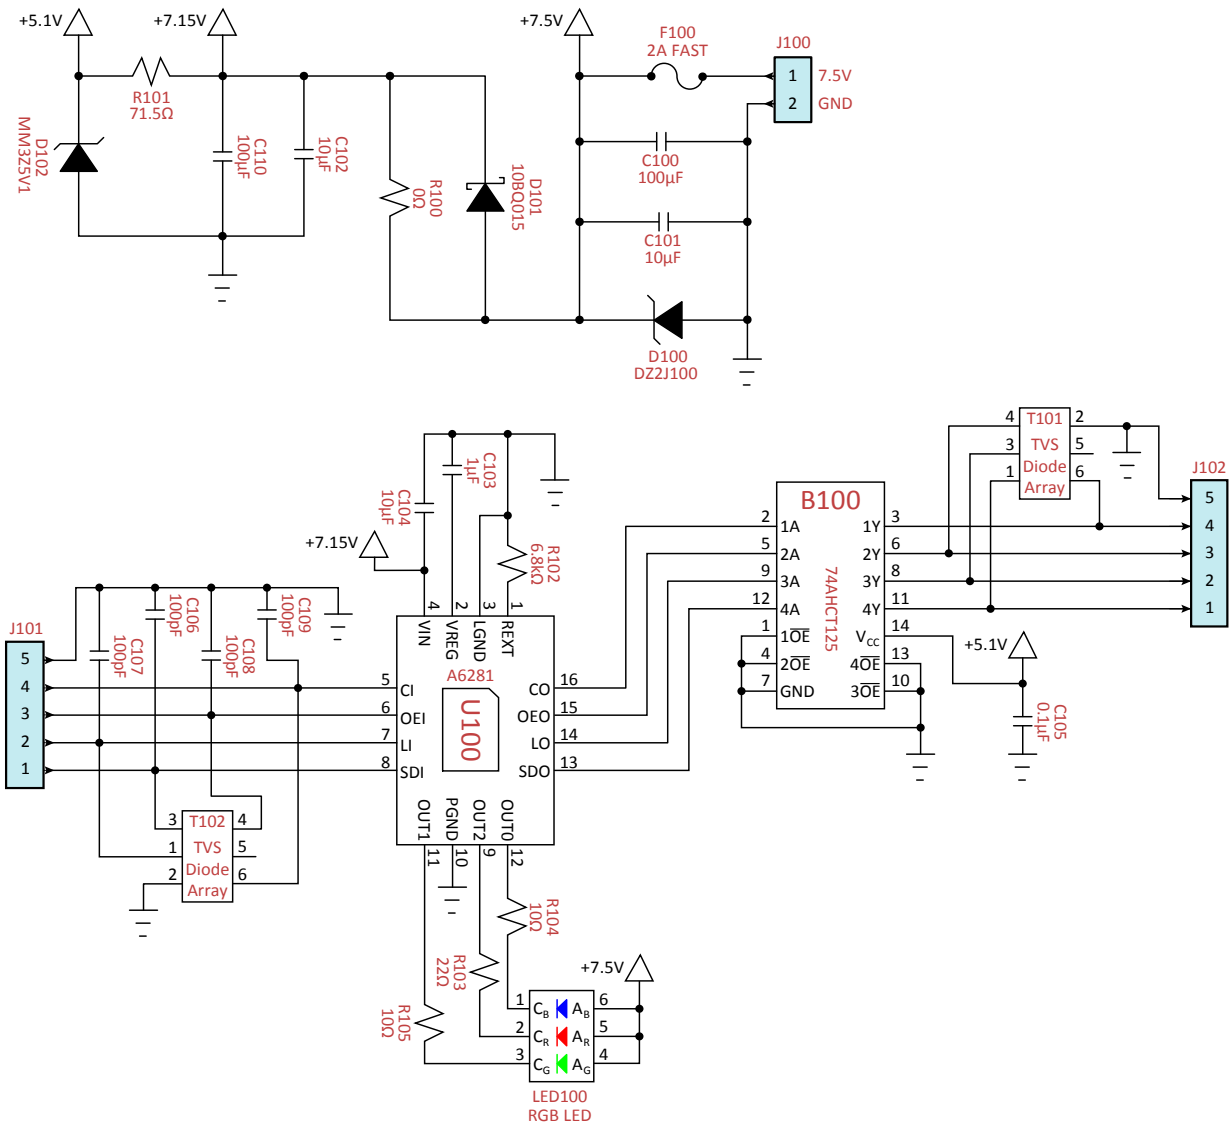 +5.1V
+7.15V
+7.5V
F100
2A FAST
J100
1
7.5V
2
GND
R101
71.5Ω
D102
MM3Z5V1
C110
100µF
C102
10µF
R100
0Ω
D101
10BQ015
C100
100µF
C101
10µF
D100
DZ2J100
T101
TVS
Diode
Array
4
3
1
2
5
6
J102
5
4
3
2
1
B100
74AHCT125
2
1A
5
2A
9
3A
12
4A
1
1OE
4
2OE
7
GND
1Y
3
2Y
6
3Y
8
4Y
11
VCC
14
4OE
13
3OE
10
+5.1V
C105
0.1µF
C103
1µF
C104
10µF
+7.15V
R102
6.8kΩ
4
2
3
1
VIN
VREG
LGND
REXT
A6281
U100
5
CI
6
OEI
7
LI
8
SDI
CO
16
OEO
15
LO
14
SDO
13
OUT1
PGND
OUT2
OUT0
11
10
9
12
J101
5
4
3
2
1
C106
100pF
C109
100pF
C107
100pF
C108
100pF
3
T102
4
1
TVS
5
2
Diode
6
Array
R104
10Ω
R103
22Ω
R105
10Ω
+7.5V
1
CB
AB
6
2
CR
AR
5
3
CG
AG
4
LED100
RGB LED